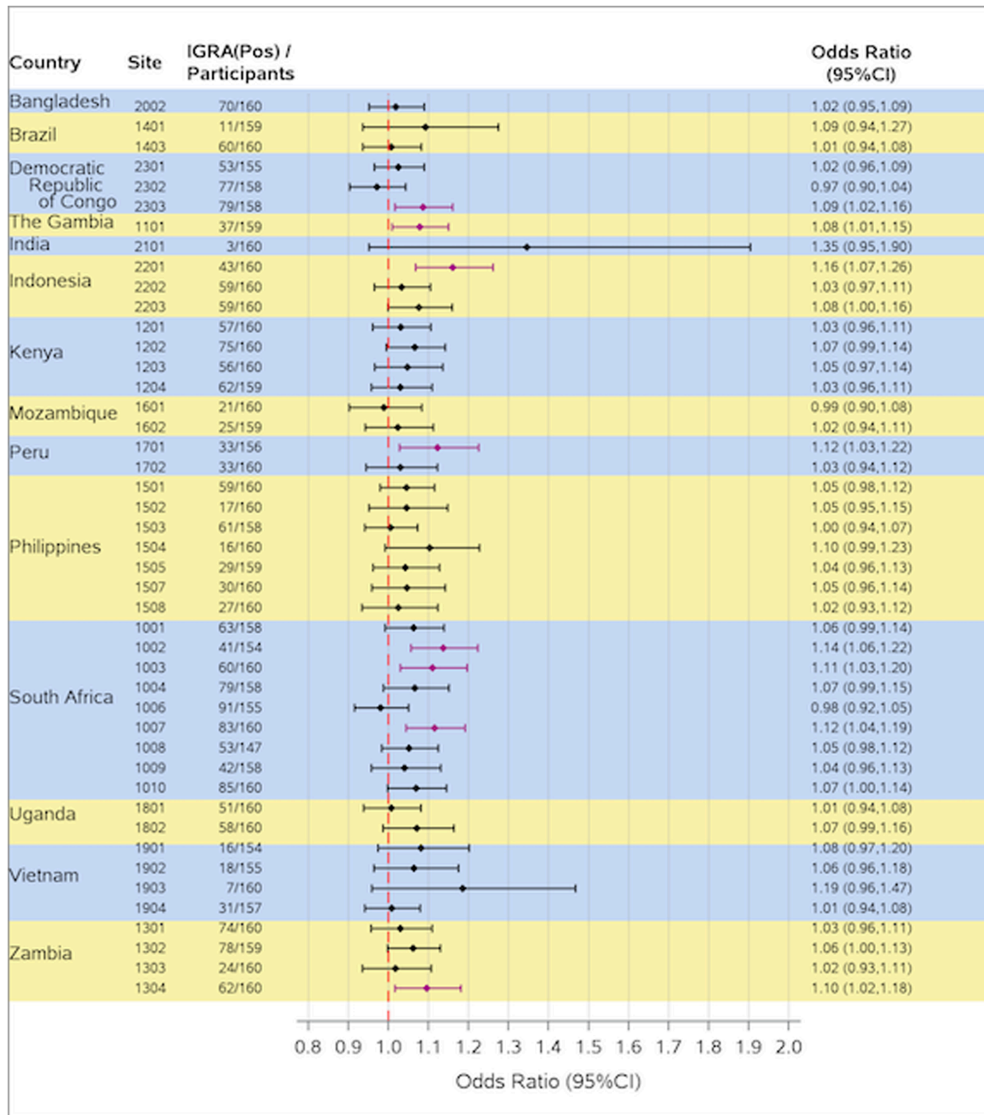 Country Site IGRA(Pos) / Participants Odds Ratio (95%CI)
Bangladesh 2002 70/160 1.02 (0.95,1.09)
Brazil 1401 11/159 1.09 (0.94,1.27)
1403 60/160 1.01 (0.94,1.08)
Democratic Republic of Congo 2301 53/155 1.02 (0.96,1.09)
2302 77/158 0.97 (0.90,1.04)
2303 79/158 1.09 (1.02,1.16)
The Gambia 1101 37/159 1.08 (1.01,1.15)
India 2101 3/160 1.35 (0.95,1.90)
Indonesia 2201 43/160 1.16 (1.07,1.26)
2202 59/160 1.03 (0.97,1.11)
2203 59/160 1.08 (1.00,1.16)
Kenya 1201 57/160 1.03 (0.96,1.11)
1202 75/160 1.07 (0.99,1.14)
1203 56/160 1.05 (0.97,1.14)
1204 62/159 1.03 (0.96,1.11)
Mozambique 1601 21/160 0.99 (0.90,1.08)
1602 25/159 1.02 (0.94,1.11)
Peru 1701 33/156 1.12 (1.03,1.22)
1702 33/160 1.03 (0.94,1.12)
Philippines 1501 59/160 1.05 (0.98,1.12)
1502 17/160 1.05 (0.95,1.15)
1503 61/158 1.00 (0.94,1.07)
1504 16/160 1.10 (0.99,1.23)
1505 29/159 1.04 (0.96,1.13)
1507 30/160 1.05 (0.96,1.14)
1508 27/160 1.02 (0.93,1.12)
South Africa 1001 63/158 1.06 (0.99,1.14)
1002 41/154 1.14 (1.06,1.22)
1003 60/160 1.11 (1.03,1.20)
1004 79/158 1.07 (0.99,1.15)
1006 91/155 0.98 (0.92,1.05)
1007 83/160 1.12 (1.04,1.19)
1008 53/147 1.05 (0.98,1.12)
1009 42/158 1.04 (0.96,1.13)
1010 85/160 1.07 (1.00,1.14)
Uganda 1801 51/160 1.01 (0.94,1.08)
1802 58/160 1.07 (0.99,1.16)
Vietnam 1901 16/154 1.08 (0.97,1.20)
1902 18/155 1.06 (0.96,1.18)
1903 7/160 1.19 (0.96,1.47)
1904 31/157 1.01 (0.94,1.08)
Zambia 1301 74/160 1.03 (0.96,1.11)
1302 78/159 1.06 (1.00,1.13)
1303 24/160 1.02 (0.93,1.11)
1304 62/160 1.10 (1.02,1.18)
0.8 0.9 1.0 1.1 1.2 1.3 1.4 1.5 1.6 1.7 1.8 1.9 2.0
Odds Ratio (95%CI)